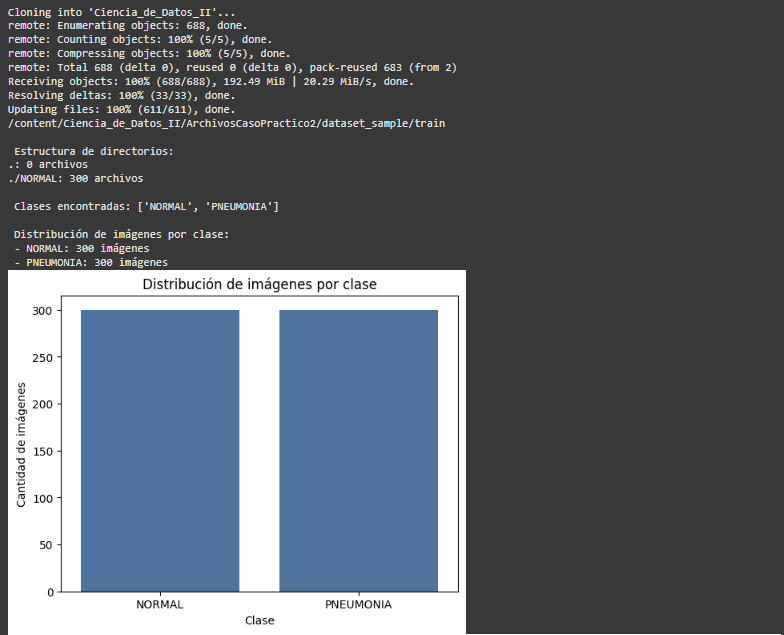 Cloning into 'Ciencia_de_Datos_II'...
remote: Enumerating objects: 688, done.
remote: Counting objects: 100% (5/5), done.
remote: Compressing objects: 100% (5/5), done.
remote: Total 688 (delta 0), reused 0 (delta 0), pack-reused 683 (from 2)
Receiving objects: 100% (688/688), 192.49 MiB | 20.29 MiB/s, done.
Resolving deltas: 100% (33/33), done.
Updating files: 100% (611/611), done.
/content/Ciencia_de_Datos_II/ArchivosCasoPractico2/dataset_sample/train
Estructura de directorios:
.: 0 archivos
./NORMAL: 300 archivos
Clases encontradas: ['NORMAL', 'PNEUMONIA']
Distribución de imágenes por clase:
- NORMAL: 300 imágenes
- PNEUMONIA: 300 imágenes
Distribución de imágenes por clase
Cantidad de imágenes
300
250
200
150
100
50
0
NORMAL PNEUMONIA
Clase